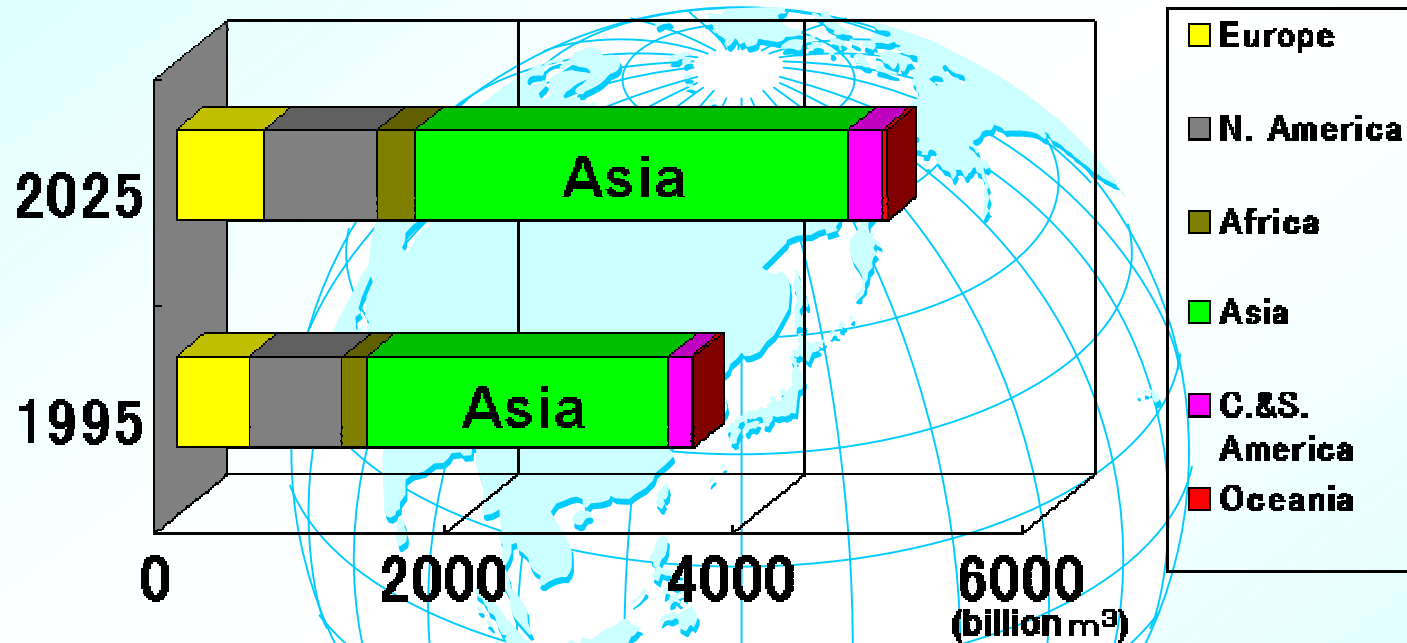 2025
Asia
1995
Asia
0 2000 4000 6000
(billion m³)
Europe
N. America
Africa
Asia
C.&S.
America
Oceania